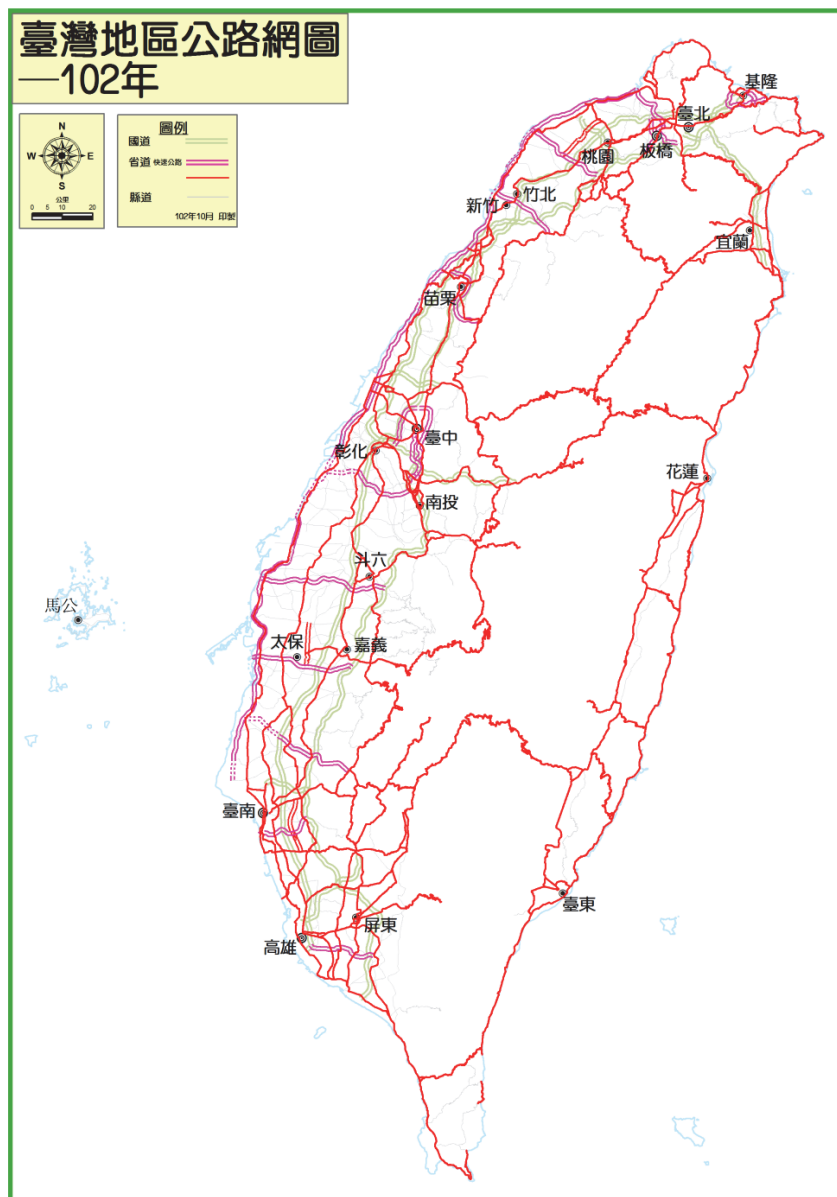 臺灣地區公路網圖
—102年
N
W E
S
公里
0 5 10 20
圖例
國道
省道 快速公路
縣道
102年10月 印製
基隆
臺北
板橋
桃園
竹北
新竹
宜蘭
苗栗
臺中
彰化
花蓮
南投
斗六
馬公
太保
嘉義
臺南
臺東
屏東
高雄